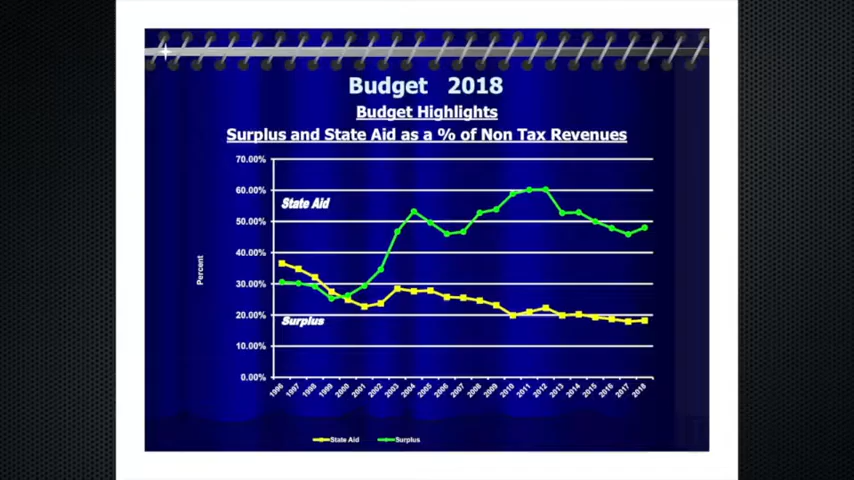 Budget 2018
Budget Highlights
Surplus and State Aid as a % of Non Tax Revenues
70.00%
60.00%
50.00%
40.00%
30.00%
20.00%
10.00%
0.00%
Percent
State Aid
Surplus
1996 1997 1998 1999 2000 2001 2002 2003 2004 2005 2006 2007 2008 2009 2010 2011 2012 2013 2014 2015 2016 2017 2018
State Aid Surplus